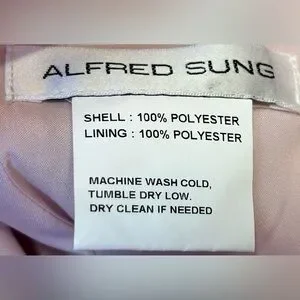 ALFRED SUNG
SHELL : 100% POLYESTER
LINING : 100% POLYESTER
MACHINE WASH COLD,
TUMBLE DRY LOW.
DRY CLEAN IF NEEDED